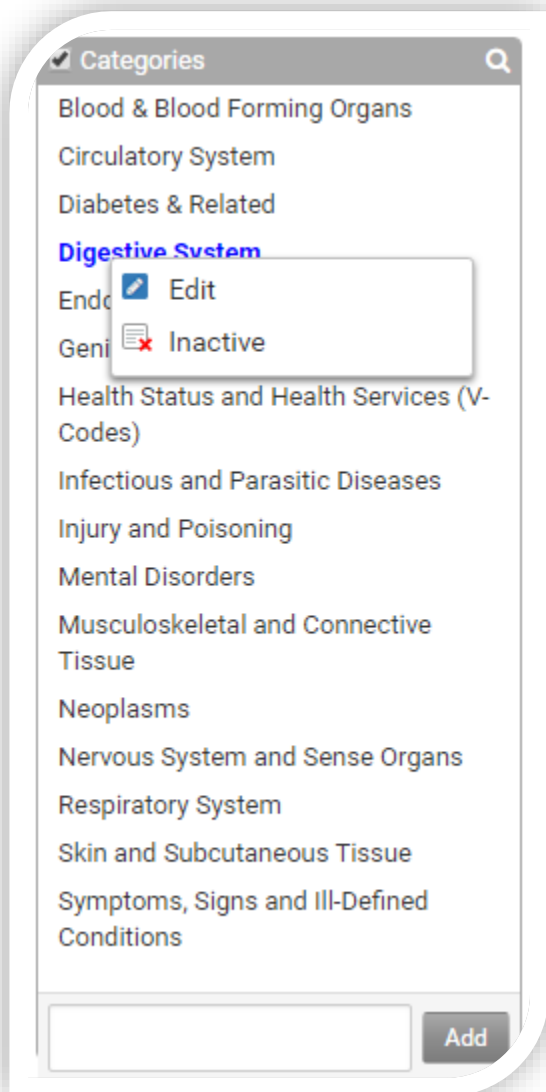 Categories
Blood & Blood Forming Organs
Circulatory System
Diabetes & Related
Digestive System
Edit
Inactive
Health Status and Health Services (V-
Codes)
Infectious and Parasitic Diseases
Injury and Poisoning
Mental Disorders
Musculoskeletal and Connective
Tissue
Neoplasms
Nervous System and Sense Organs
Respiratory System
Skin and Subcutaneous Tissue
Symptoms, Signs and Ill-Defined
Conditions
Add